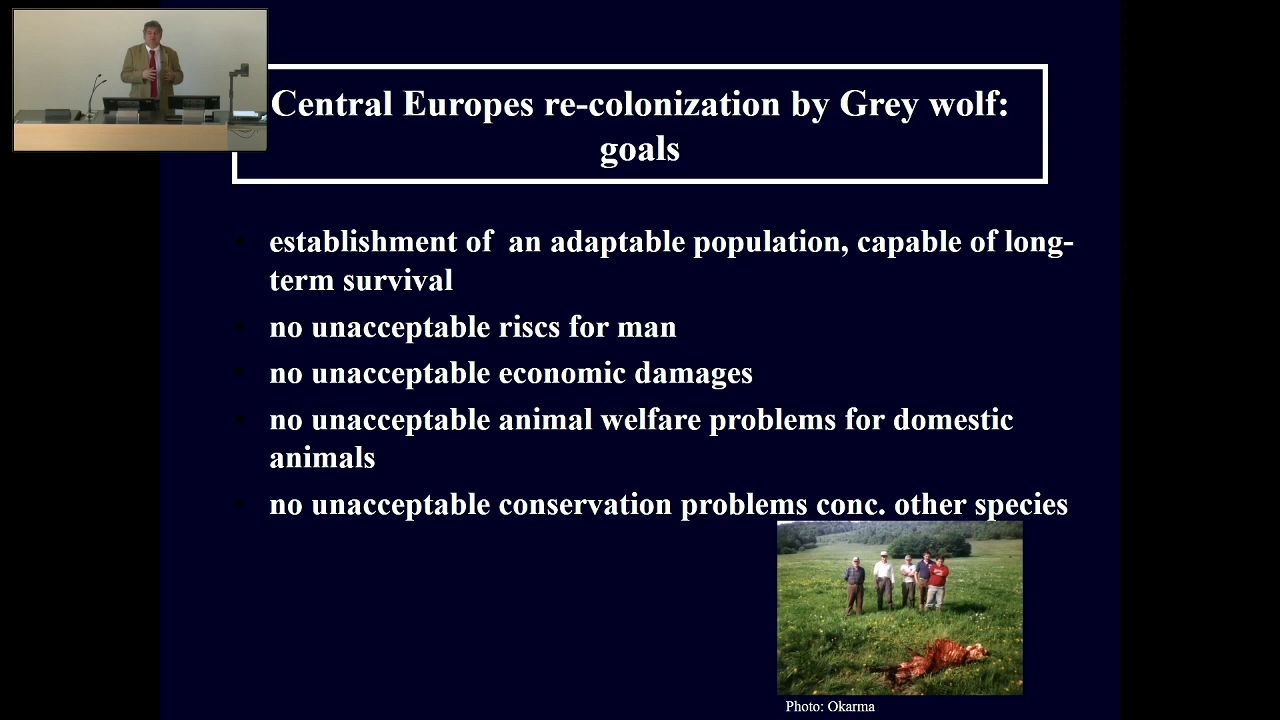 Central Europes re-colonization by Grey wolf:
goals
establishment of  an adaptable population, capable of long-
term survival
no unacceptable riscs for man
no unacceptable economic damages
no unacceptable animal welfare problems for domestic
animals
no unacceptable conservation problems conc. other species
Photo: Okarma